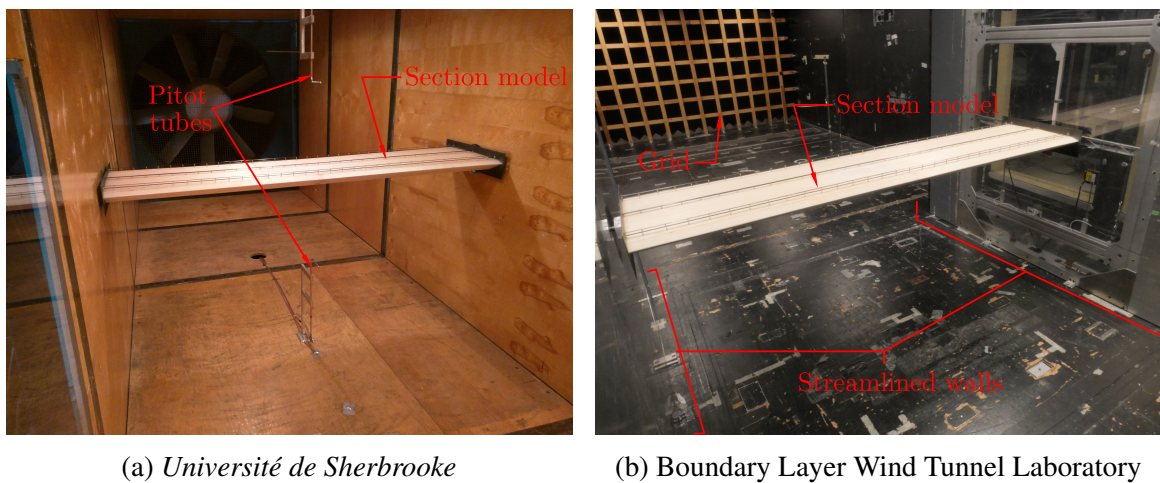 Pitot
tubes
Section model
Section model
Grid
Streamlined walls
(a) Université de Sherbrooke
(b) Boundary Layer Wind Tunnel Laboratory